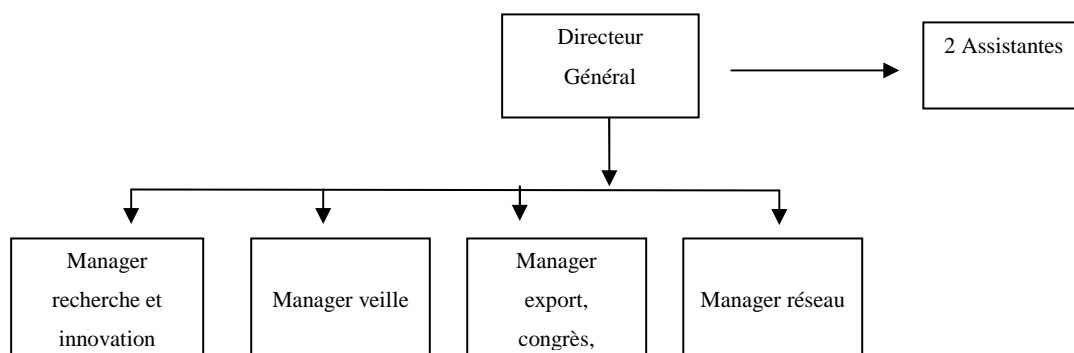 Directeur
Général
2 Assistantes
Manager
recherche et
innovation
Manager veille
Manager
export,
congrès,
Manager réseau